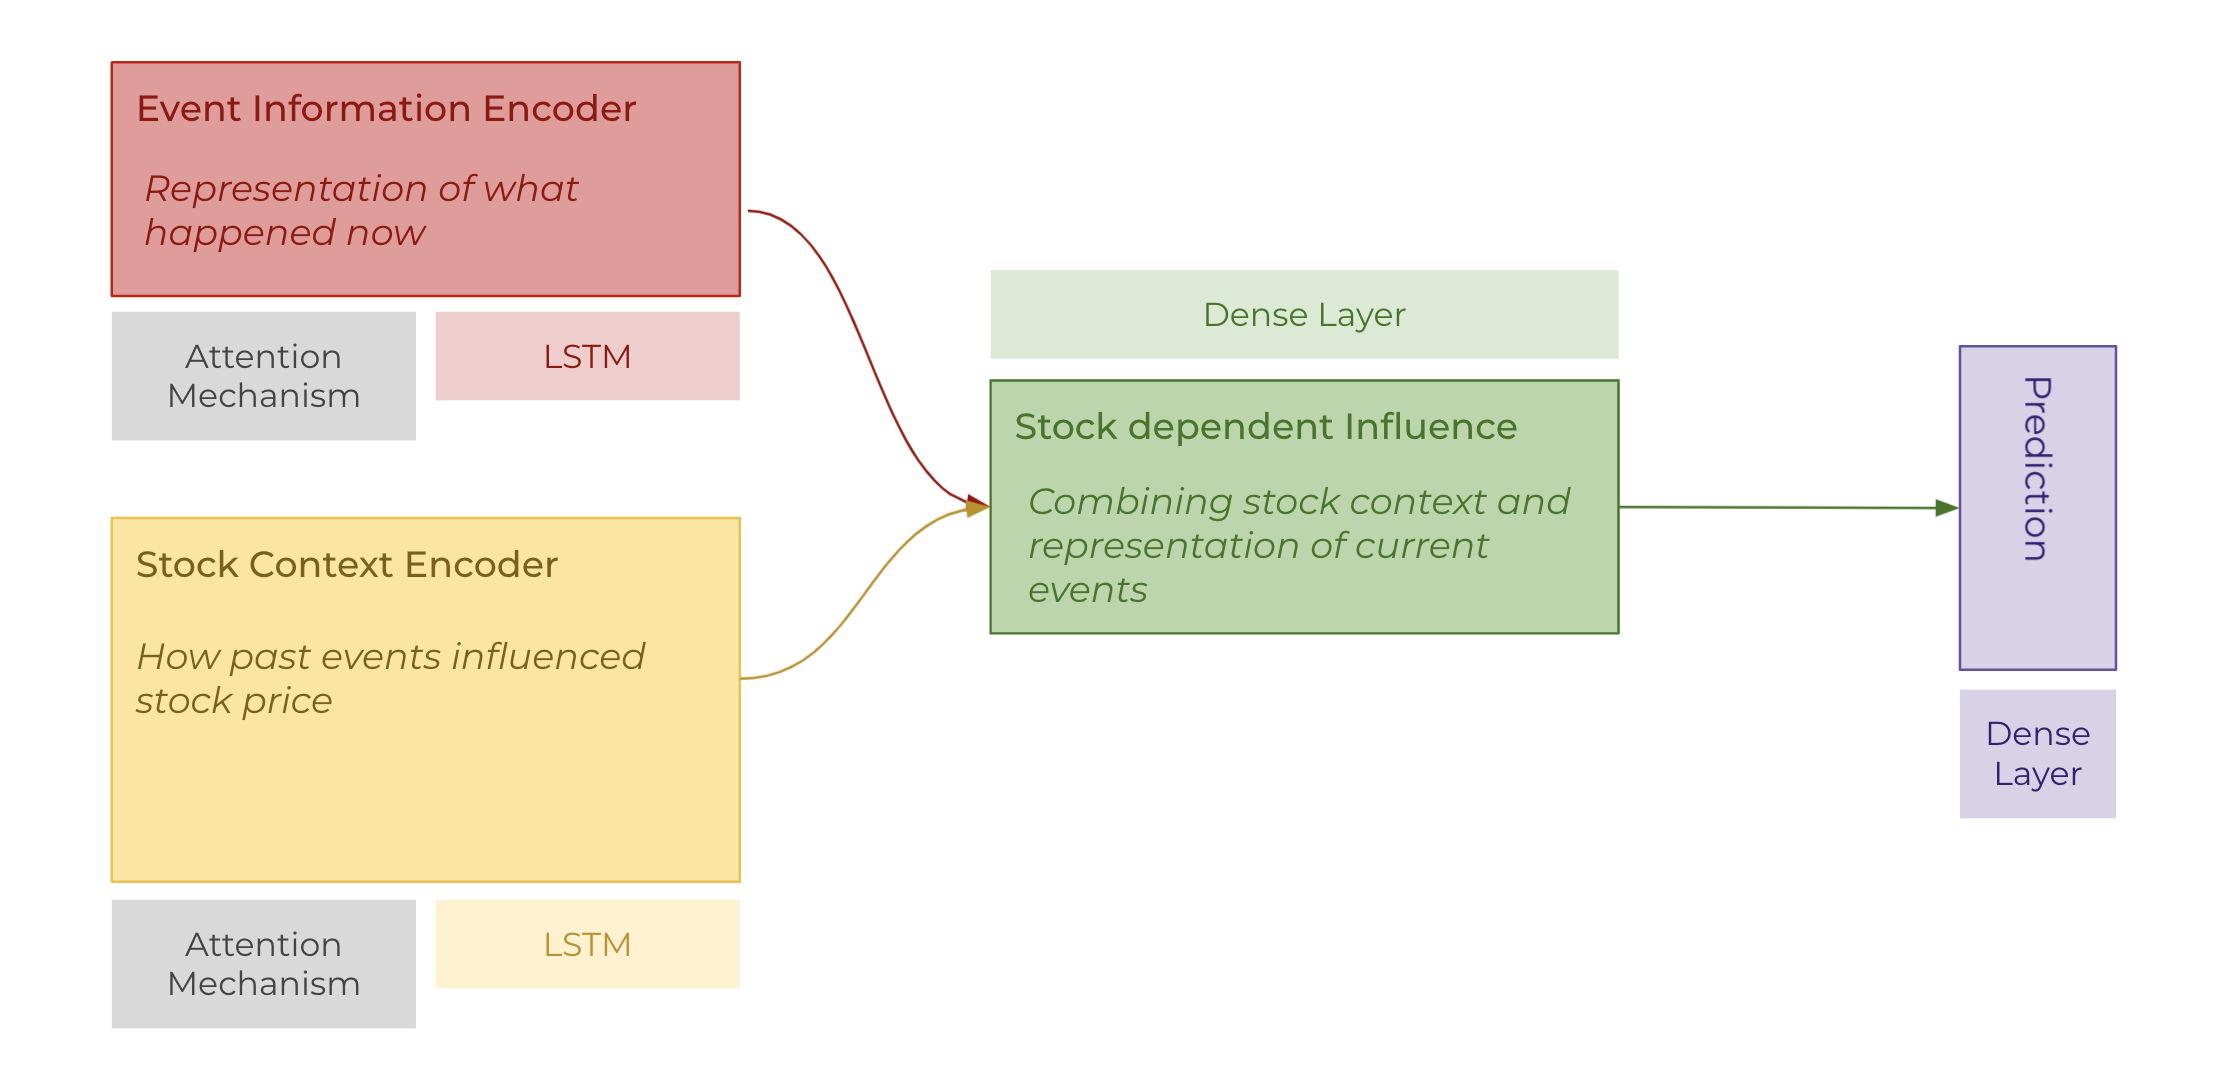 Event Information Encoder
Representation of what
happened now
Attention
Mechanism
LSTM
Stock Context Encoder
How past events influenced
stock price
Attention
Mechanism
LSTM
Dense Layer
Stock dependent Influence
Combining stock context and
representation of current
events
Prediction
Dense
Layer